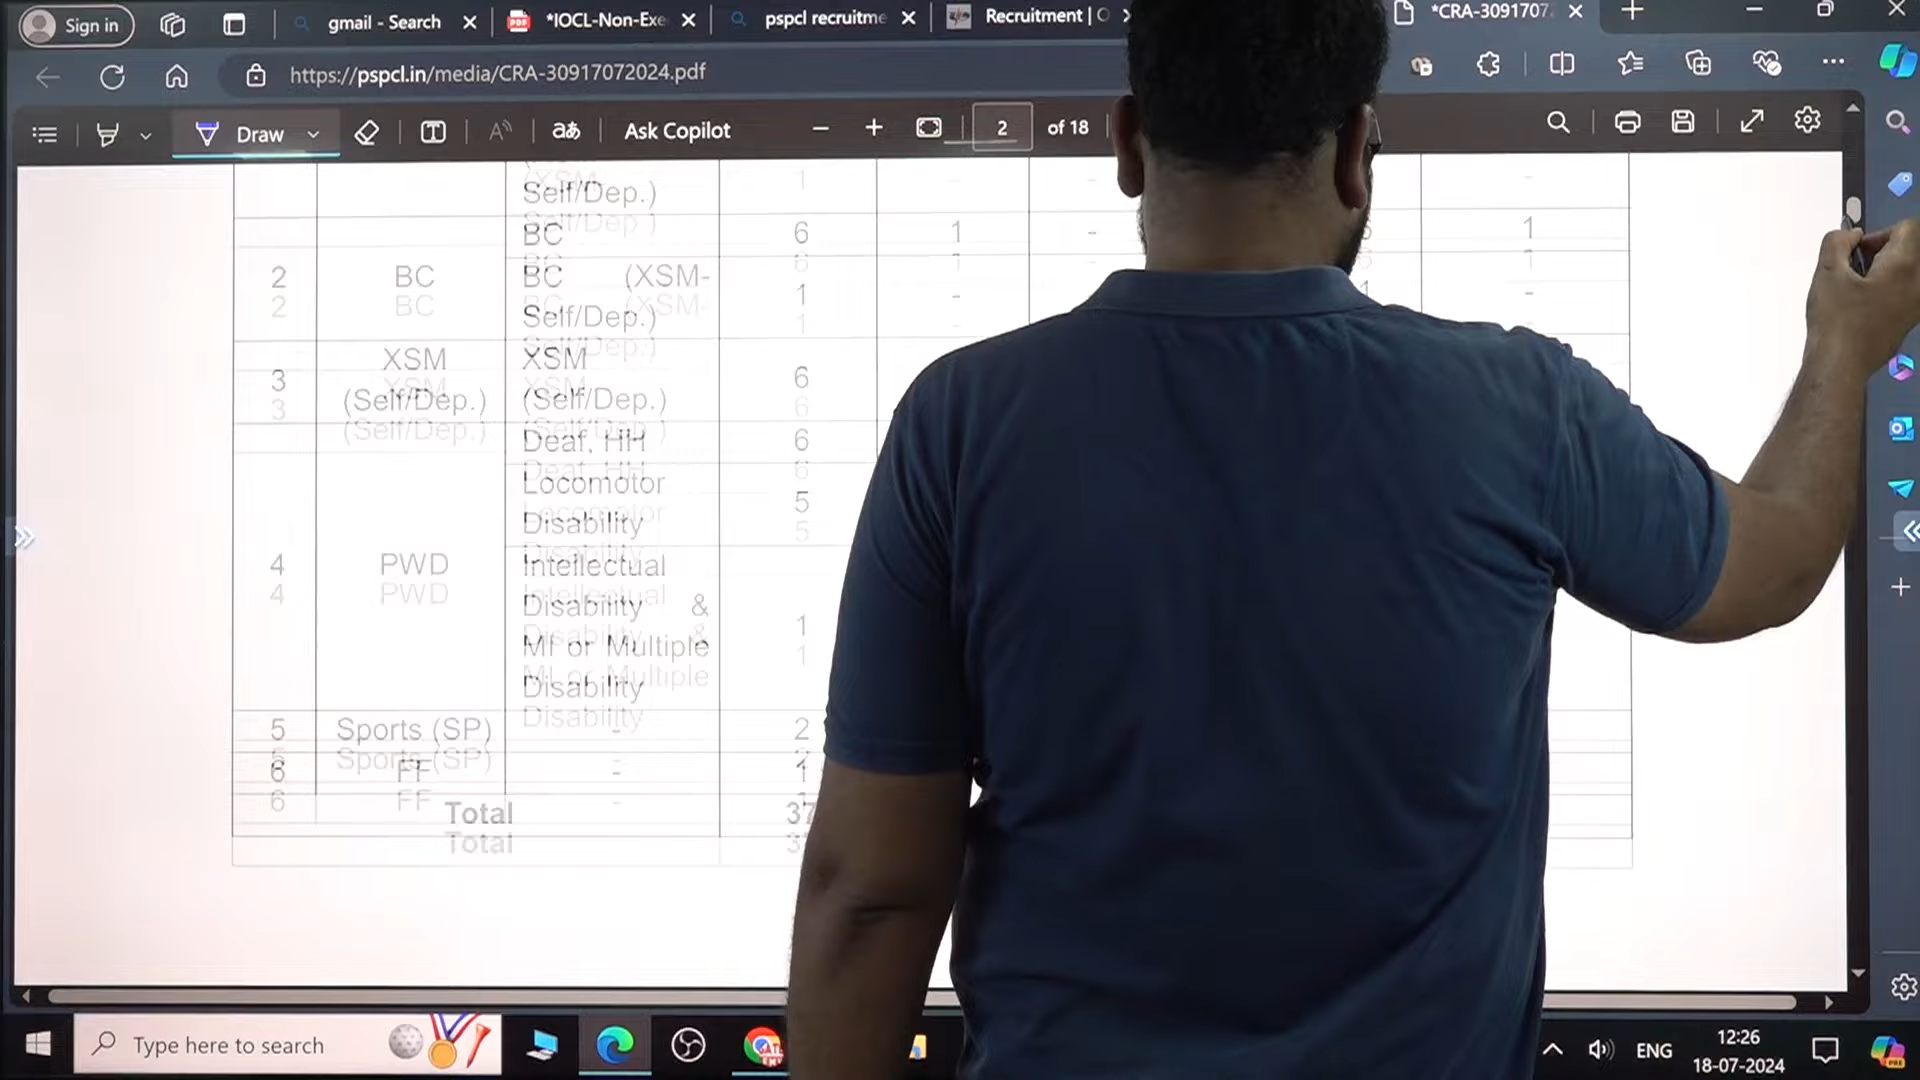 Sign in
gmail - Search
*IOCL-Non-Exe
pspcl recruitme
Recruitment | O
*CRA-3091707
https://pspcl.in/media/CRA-30917072024.pdf
Draw
Ask Copilot
2 of 18
Self/Dep.) 1 - -
BC 6 1 - 1
2 BC BC (XSM-
Self/Dep.) 1 - -
3 XSM XSM
(Self/Dep.) (Self/Dep.) 6
Deaf, HH 6
Locomotor
Disability 5
4 PWD Intellectual
Disability &
MI or Multiple 1
Disability
5 Sports (SP) - 2
6 FF - 1
Total 37
Type here to search
ENG
12:26
18-07-2024